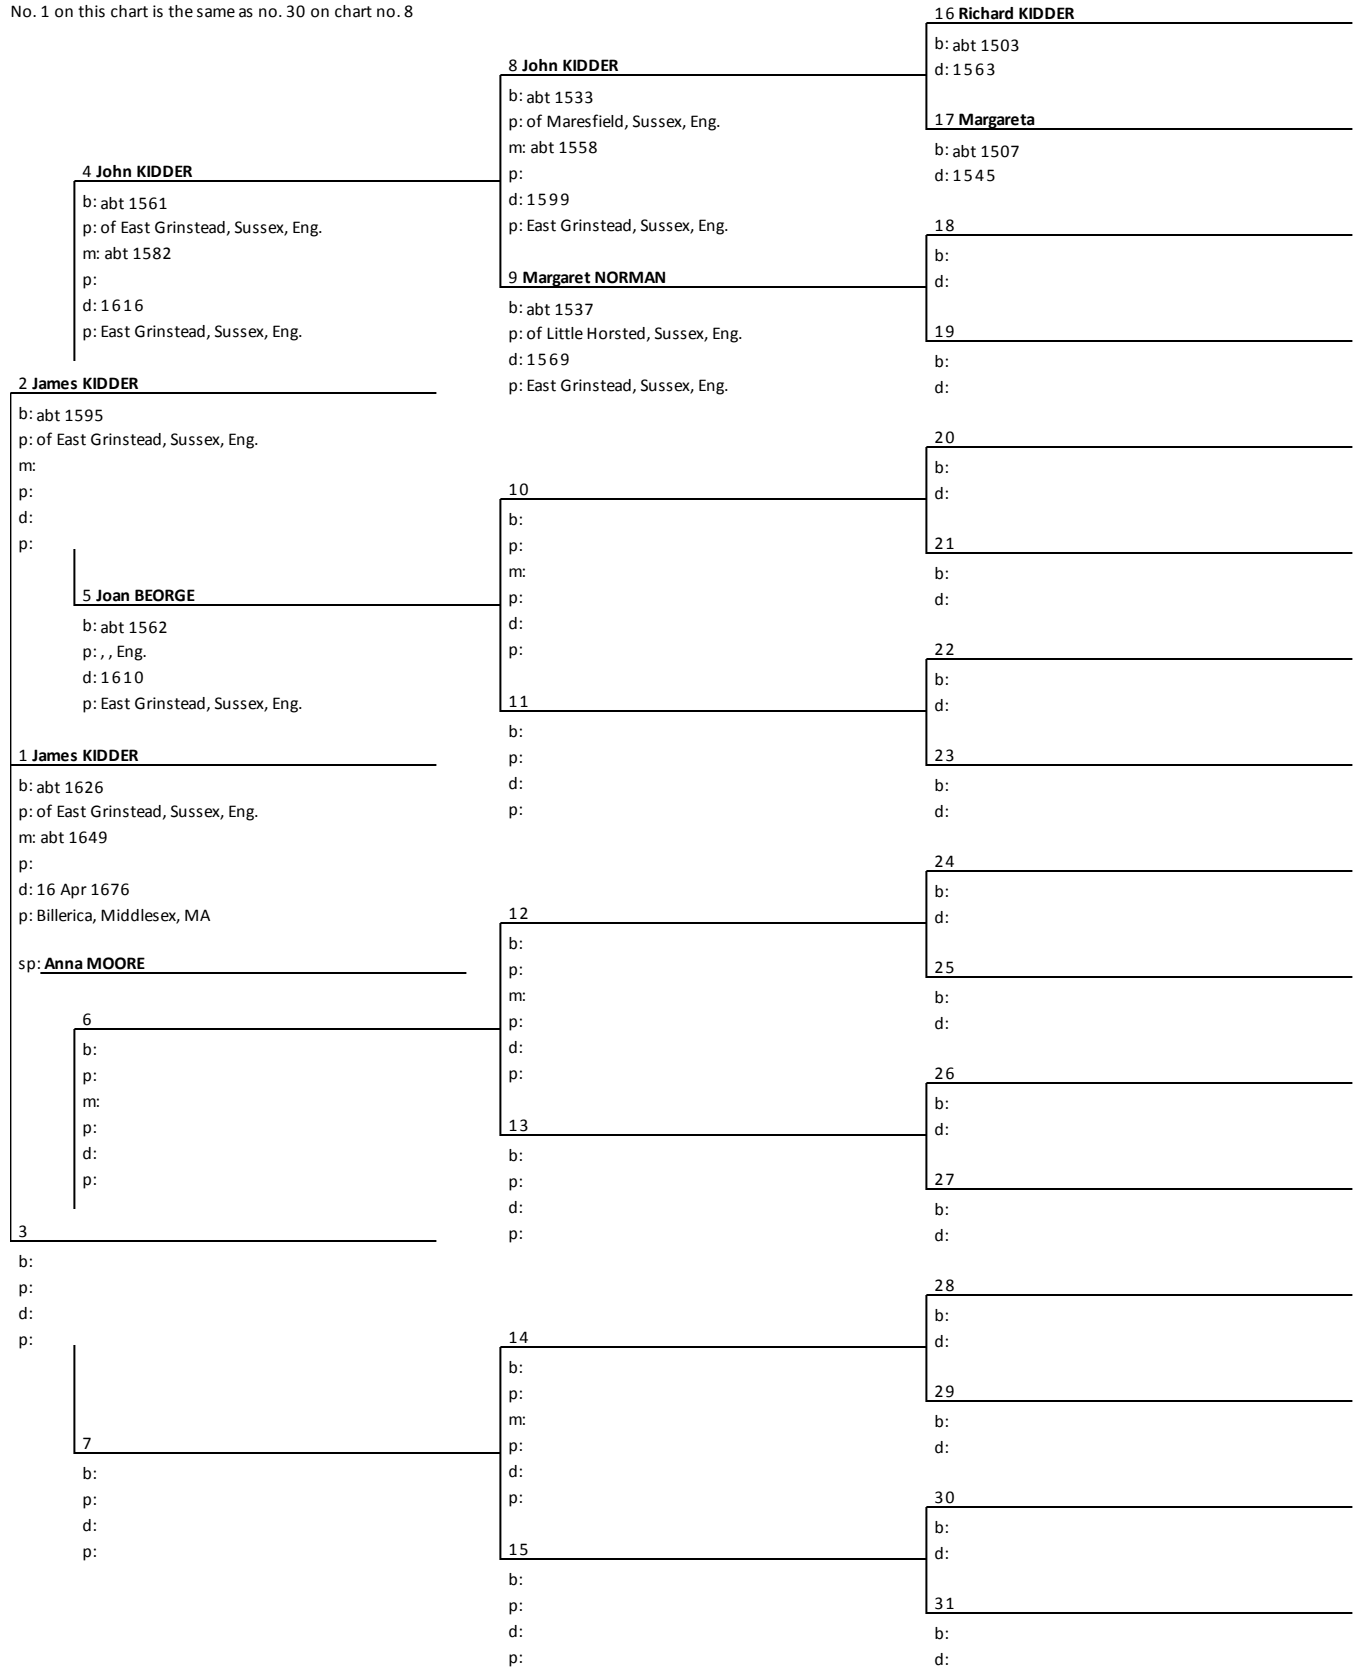 No. 1 on this chart is the same as no. 30 on chart no. 8
16 Richard KIDDER
b: abt 1503
d: 1563
8 John KIDDER
b: abt 1533
p: of Maresfield, Sussex, Eng.
m: abt 1558
p:
d: 1599
p: East Grinstead, Sussex, Eng.
17 Margareta
b: abt 1507
d: 1545
4 John KIDDER
b: abt 1561
p: of East Grinstead, Sussex, Eng.
m: abt 1582
p:
d: 1616
p: East Grinstead, Sussex, Eng.
18
b:
d:
9 Margaret NORMAN
b: abt 1537
p: of Little Horsted, Sussex, Eng.
d: 1569
p: East Grinstead, Sussex, Eng.
19
b:
d:
2 James KIDDER
b: abt 1595
p: of East Grinstead, Sussex, Eng.
m:
p:
d:
p:
20
b:
d:
10
b:
p:
m:
p:
d:
p:
21
b:
d:
5 Joan BEORGE
b: abt 1562
p: , , Eng.
d: 1610
p: East Grinstead, Sussex, Eng.
22
b:
d:
11
b:
p:
d:
p:
23
b:
d:
1 James KIDDER
b: abt 1626
p: of East Grinstead, Sussex, Eng.
m: abt 1649
p:
d: 16 Apr 1676
p: Billerica, Middlesex, MA
sp: Anna MOORE
24
b:
d:
12
b:
p:
m:
p:
d:
p:
25
b:
d:
6
b:
p:
m:
p:
d:
p:
26
b:
d:
13
b:
p:
d:
p:
27
b:
d:
3
b:
p:
d:
p:
28
b:
d:
14
b:
p:
m:
p:
d:
p:
29
b:
d:
7
b:
p:
d:
p:
30
b:
d:
15
b:
p:
d:
p:
31
b:
d: